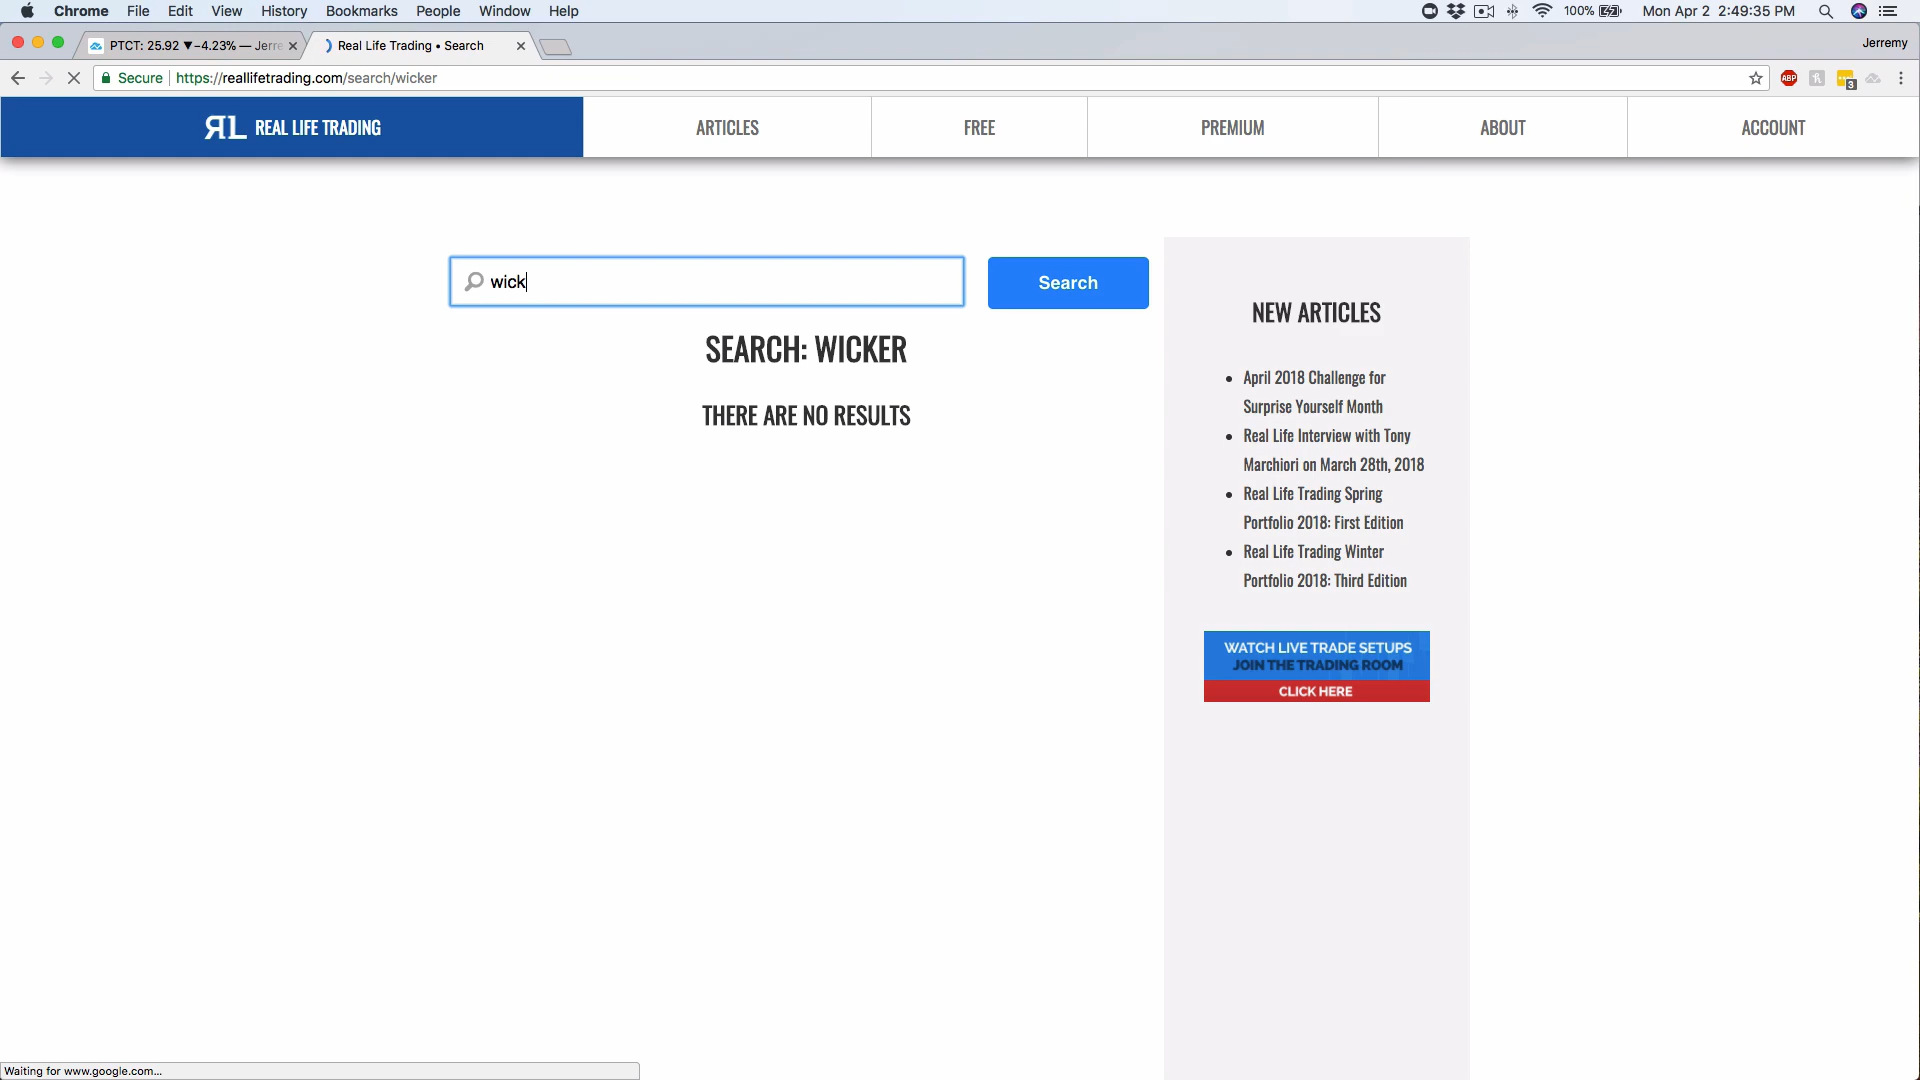 Chrome File Edit View History Bookmarks People Window Help 100% Mon Apr 2 2:49:35 PM
PTCT: 25.92 ▼−4.23% — Jerre Real Life Trading • Search Jerremy
Secure https://reallifetrading.com/search/wicker ABP 3
RL REAL LIFE TRADING ARTICLES FREE PREMIUM ABOUT ACCOUNT
wick
Search
SEARCH: WICKER
THERE ARE NO RESULTS
NEW ARTICLES
• April 2018 Challenge for
Surprise Yourself Month
• Real Life Interview with Tony
Marchiori on March 28th, 2018
• Real Life Trading Spring
Portfolio 2018: First Edition
• Real Life Trading Winter
Portfolio 2018: Third Edition
WATCH LIVE TRADE SETUPS
JOIN THE TRADING ROOM
CLICK HERE
Waiting for www.google.com...